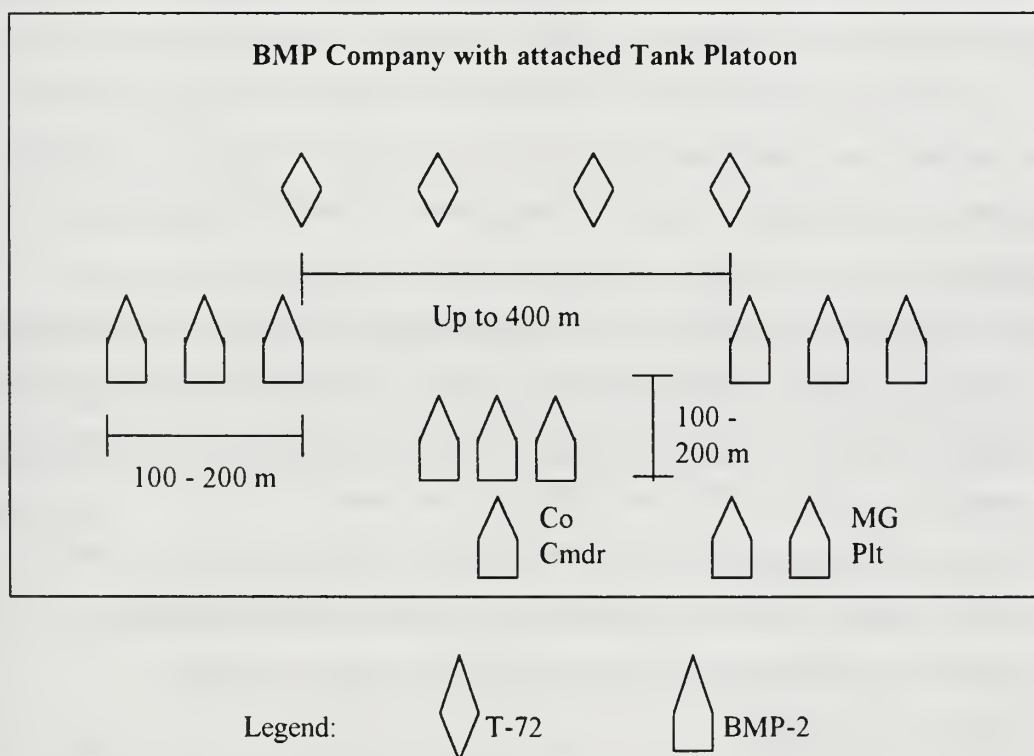 BMP Company with attached Tank Platoon
Up to 400 m
100 - 200 m
100 -
200 m
Co
Cmdr
MG
Plt
Legend:
T-72
BMP-2